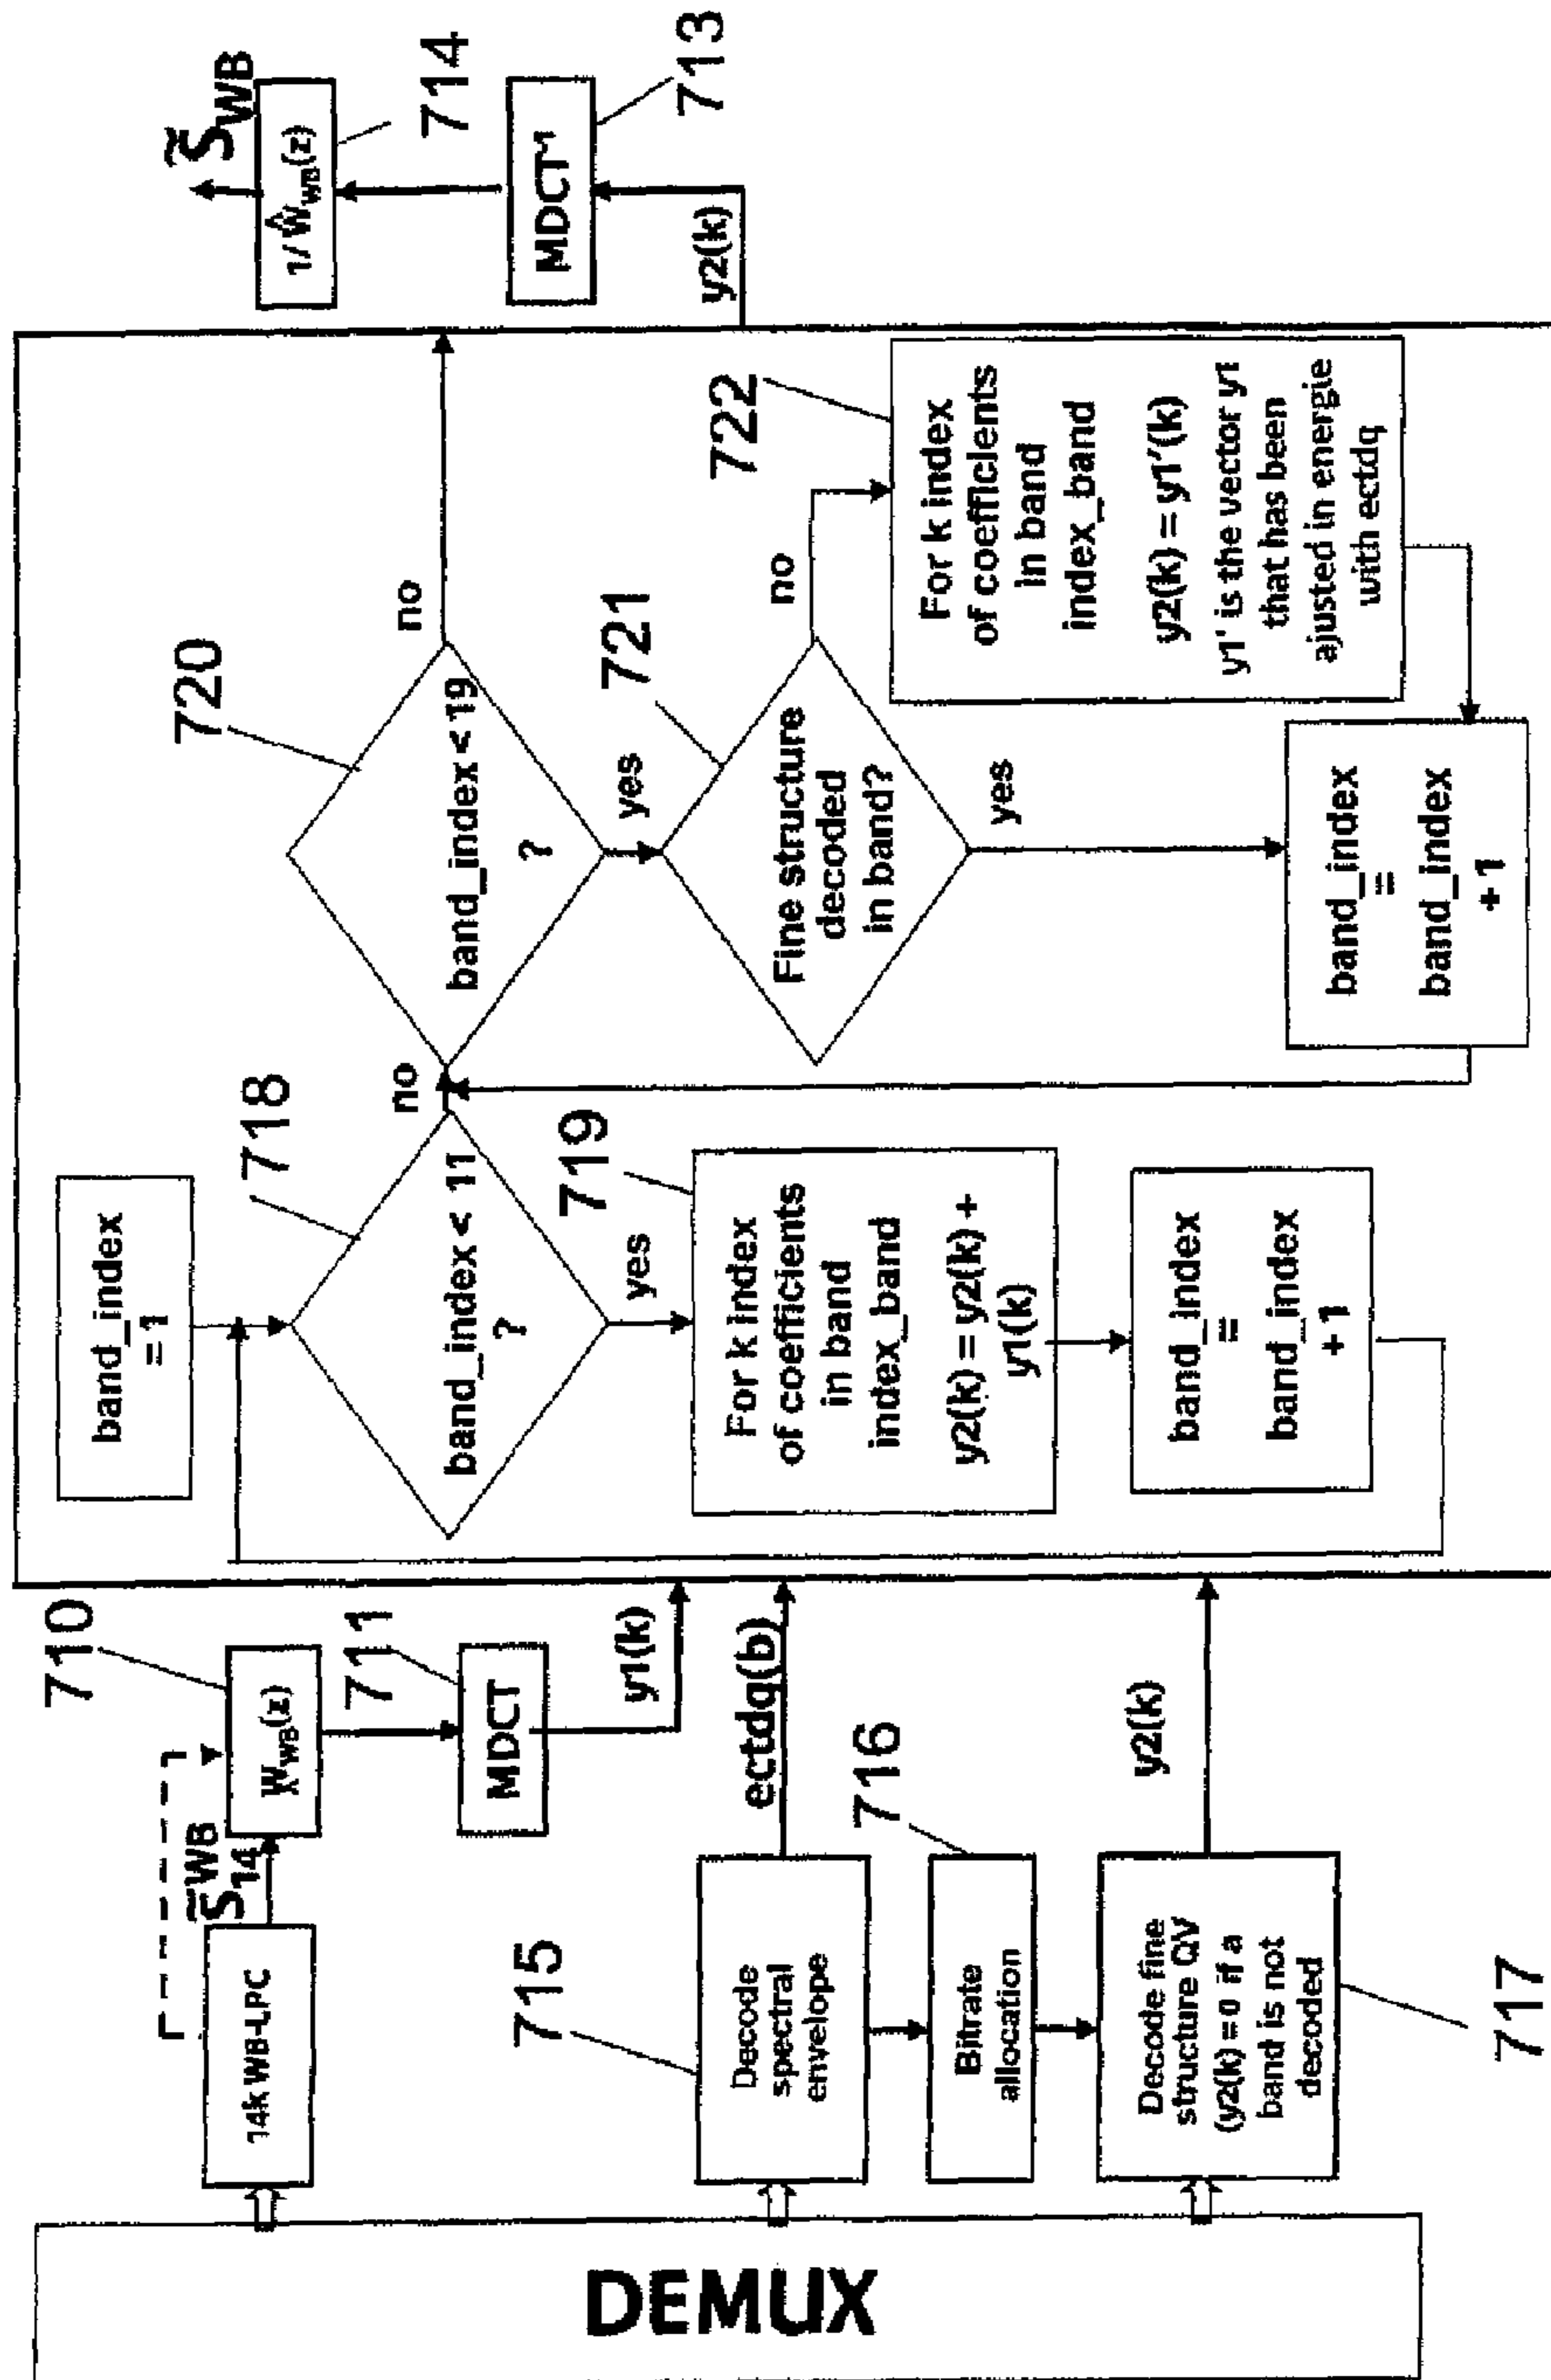 DEMUX
14k WB-LPC
S̃14WB
WWB(z)
710
MDCT
711
y1(k)
Decode
spectral
envelope
715
ectdq(b)
Bitrate
allocation
716
Decode fine
structure QV
(y2(k) = 0 if a
band is not
decoded
717
y2(k)
band_index
= 1
band_index < 11
?
718
no
yes
For k index
of coefficients
in band
index_band
y2(k) = y2(k) +
y1(k)
719
band_index
=
band_index
+ 1
band_index < 19
?
720
no
yes
Fine structure
decoded
in band?
721
no
yes
For k index
of coefficients
in band
index_band
y2(k) = y1'(k)
y1' is the vector y1
that has been
ajusted in energie
with ectdq
722
band_index
=
band_index
+ 1
y2(k)
MDCT-1
713
1/ŴWB(z)
714
S̃WB